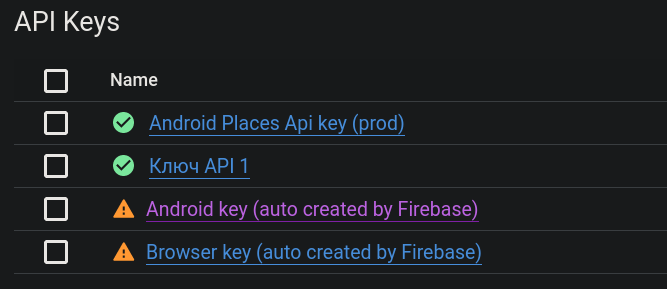 API Keys
Name
Android Places Api key (prod)
Ключ API 1
Android key (auto created by Firebase)
Browser key (auto created by Firebase)